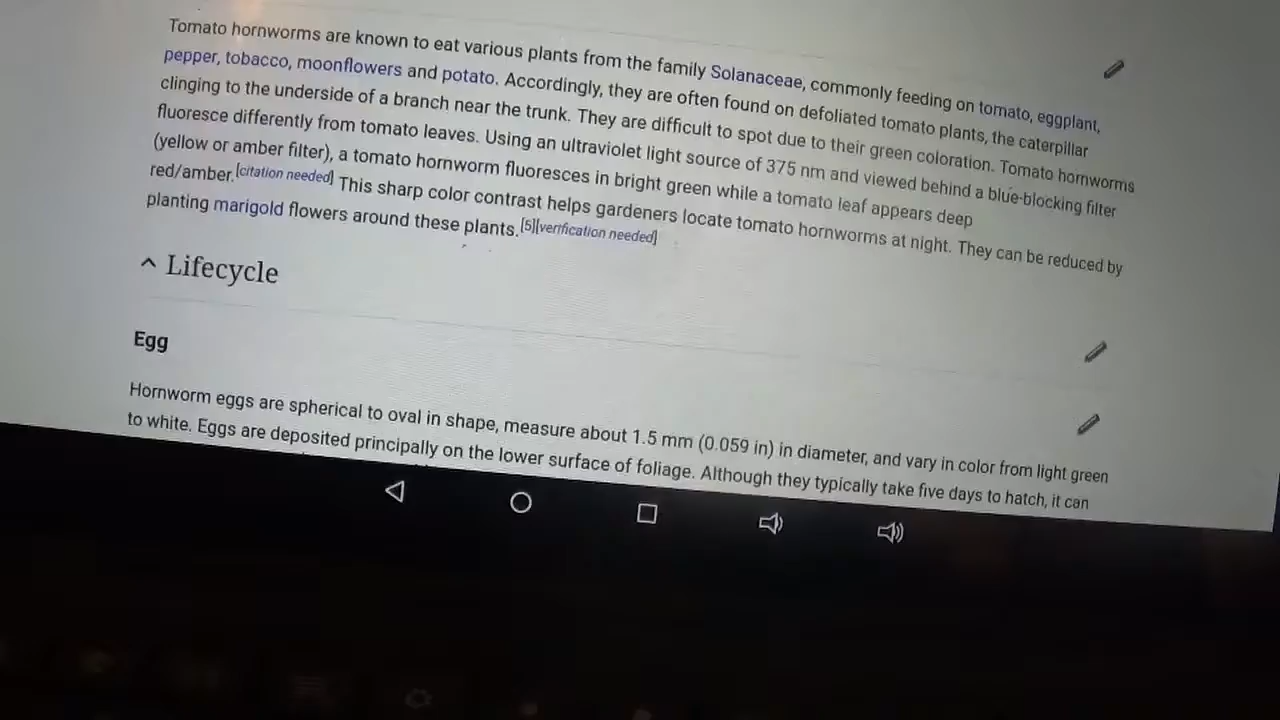 Tomato hornworms are known to eat various plants from the family Solanaceae, commonly feeding on tomato, eggplant,
pepper, tobacco, moonflowers and potato. Accordingly, they are often found on defoliated tomato plants, the caterpillar
clinging to the underside of a branch near the trunk. They are difficult to spot due to their green coloration. Tomato hornworms
fluoresce differently from tomato leaves. Using an ultraviolet light source of 375 nm and viewed behind a blue-blocking filter
(yellow or amber filter), a tomato hornworm fluoresces in bright green while a tomato leaf appears deep
red/amber.[citation needed] This sharp color contrast helps gardeners locate tomato hornworms at night. They can be reduced by
planting marigold flowers around these plants.[5][verification needed]
Lifecycle
Egg
Hornworm eggs are spherical to oval in shape, measure about 1.5 mm (0.059 in) in diameter, and vary in color from light green
to white. Eggs are deposited principally on the lower surface of foliage. Although they typically take five days to hatch, it can